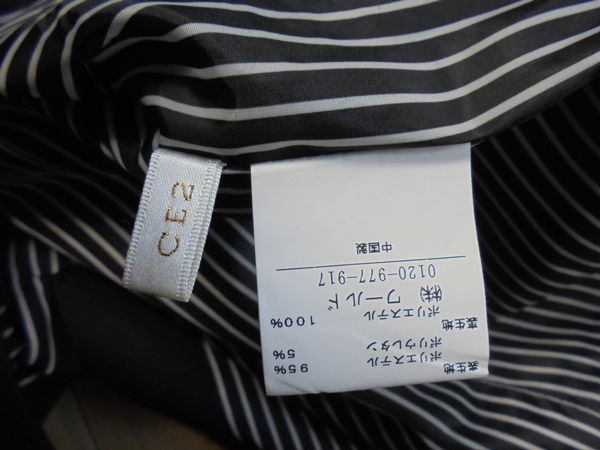 表生地 ポリエステル 95%
ポリウレタン 5%
裏生地 ポリエステル 100%
㈱ ワールド
0120-977-917
中国製